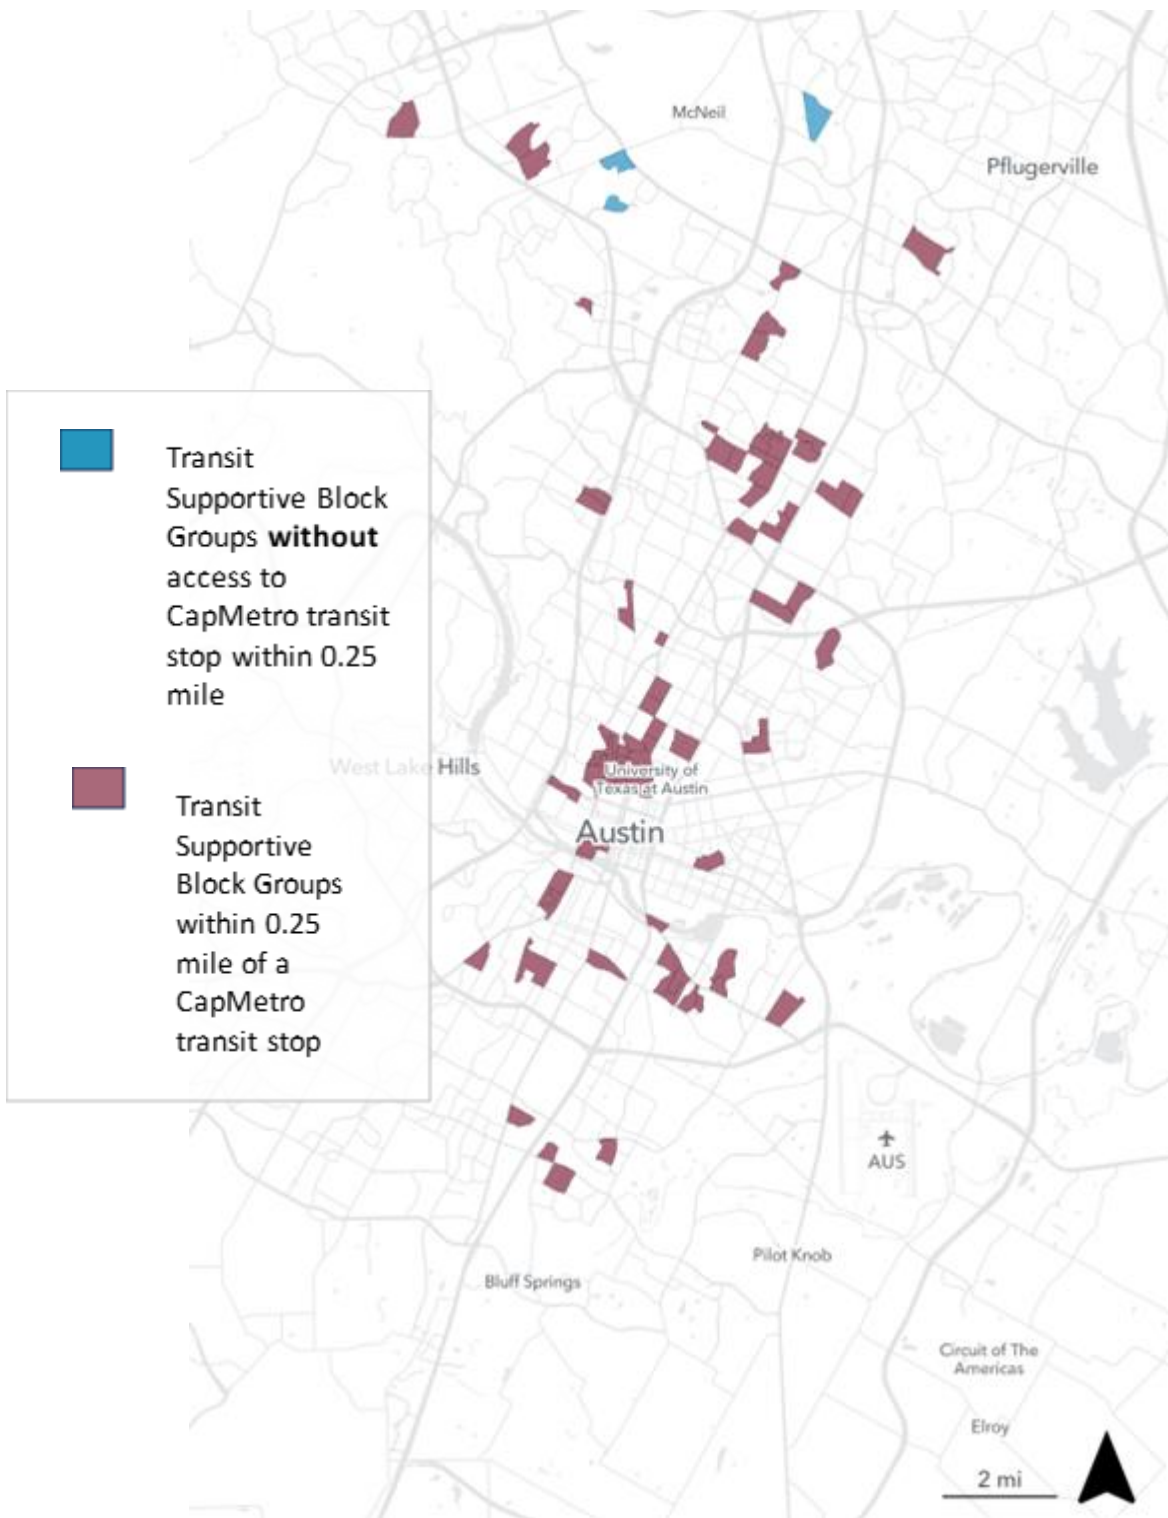 McNeil
Pflugerville
Transit
Supportive Block
Groups without
access to
CapMetro transit
stop within 0.25
mile
Transit
Supportive
Block Groups
within 0.25
mile of a
CapMetro
transit stop
West Lake Hills
University of
Texas at Austin
Austin
AUS
Pilot Knob
Bluff Springs
Circuit of The
Americas
Elroy
2 mi